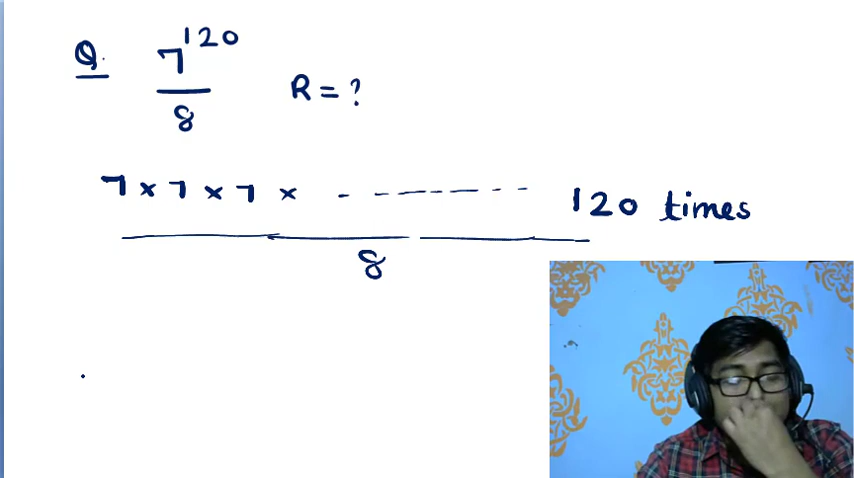 Q. 7^120 / 8 R = ?
7 × 7 × 7 × - ------- 120 times
8